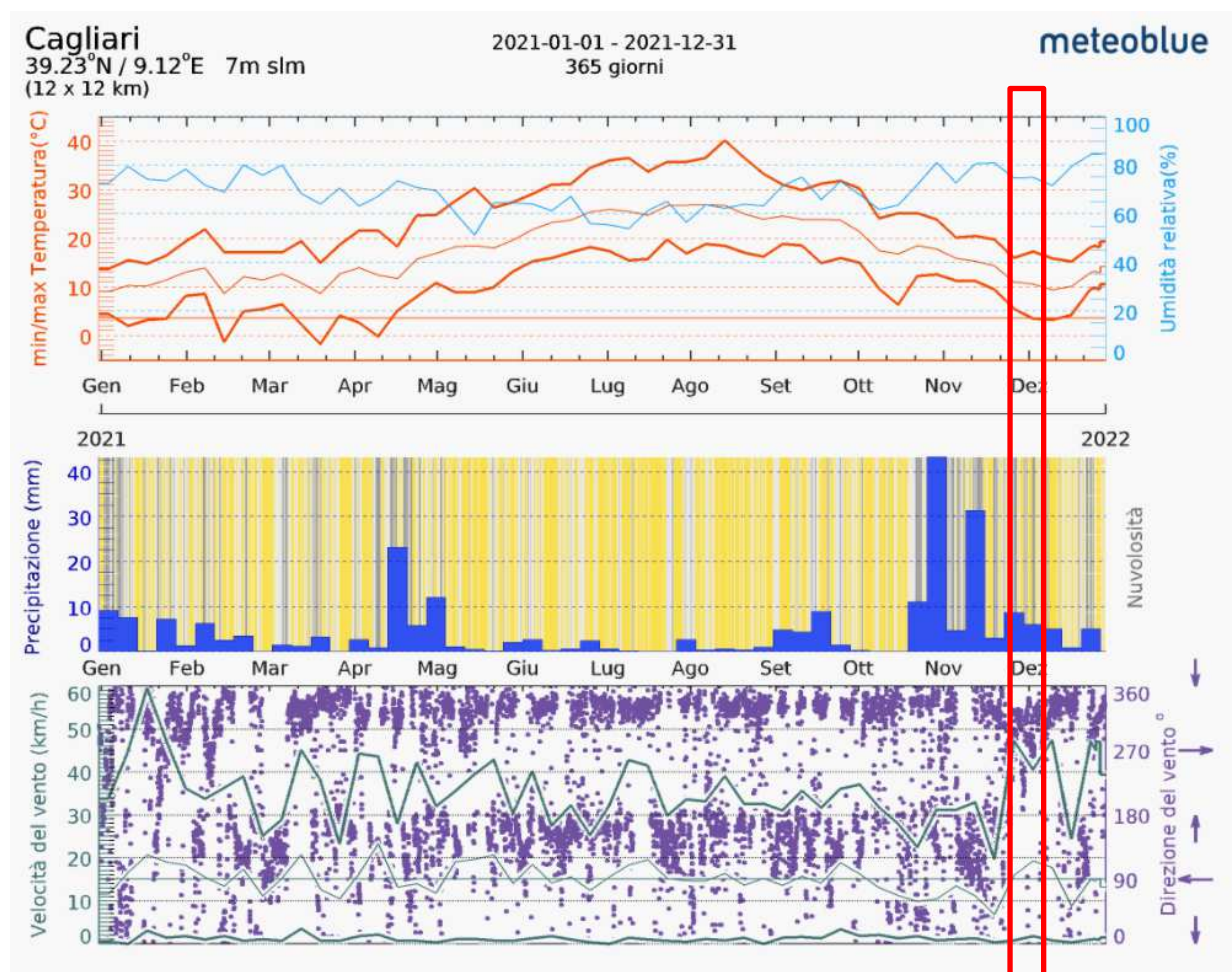 Cagliari
39.23°N / 9.12°E 7m slm
(12 x 12 km)
2021-01-01 - 2021-12-31
365 giorni
meteoblue
min/max Temperatura(°C)
40
30
20
10
0
100
80
60
40
20
0
Umidità relativa(%)
Gen Feb Mar Apr Mag Giu Lug Ago Set Ott Nov Dez
2021 2022
Precipitazione (mm)
40
30
20
10
0
Nuvolosità
Gen Feb Mar Apr Mag Giu Lug Ago Set Ott Nov Dez
Velocità del vento (km/h)
60
50
40
30
20
10
0
360
270
180
90
0
Direzione del vento °